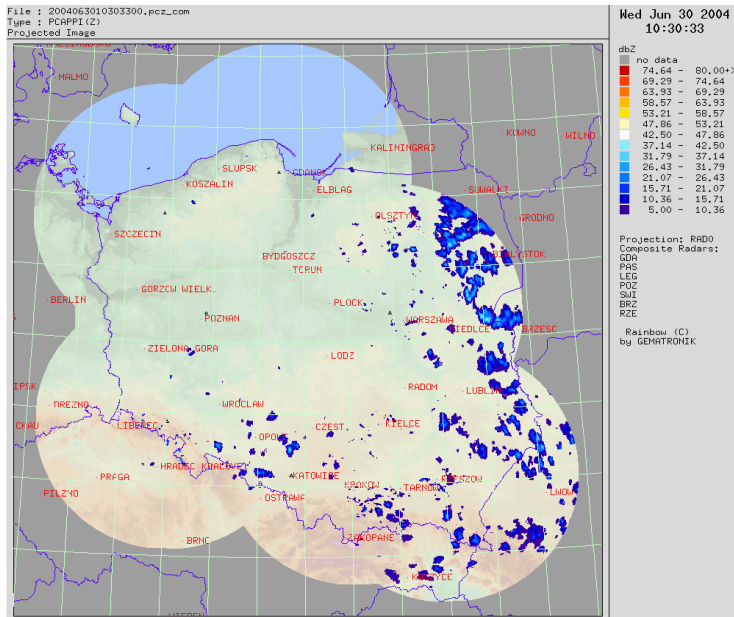 File : 2004063010303300.pcz_com
Type : PCAPPI(Z)
Projected Image
Wed Jun 30 2004
10:30:33
dbZ
no data
74.64 - 80.00+>
69.29 - 74.64
63.93 - 69.29
58.57 - 63.93
53.21 - 58.57
47.86 - 53.21
42.50 - 47.86
37.14 - 42.50
31.79 - 37.14
26.43 - 31.79
21.07 - 26.43
15.71 - 21.07
10.36 - 15.71
5.00 - 10.36
Projection: RADO
Composite Radars:
GDA
PAS
LEG
POZ
SWI
BRZ
RZE
Rainbow (C)
by GEMATRONIK
MALMO
KOWNO
WILNO
KALININGRAD
SLUPSK
GDANSK
KOSZALIN
ELBLAG
SUWALKI
OLSZTYN
GRODNO
SZCZECIN
BYDGOSZCZ
BIALYSTOK
TORUN
GORZOW WIELK.
BERLIN
PLOCK
POZNAN
WARSZAWA
SIEDLCE
BRZESC
ZIELONA GORA
LODZ
IPSK
RADOM
LUBLIN
DREZNO
WROCLAW
CKAU
LIBEREC
CZEST.
KIELCE
OPOLE
HRADEC KRALOVE
PRAGA
KATOWICE
KRAKOW
TARNOW
RZESZOW
PILZNO
OSTRAWA
LWOW
BRNO
ZAKOPANE
KOSZYCE